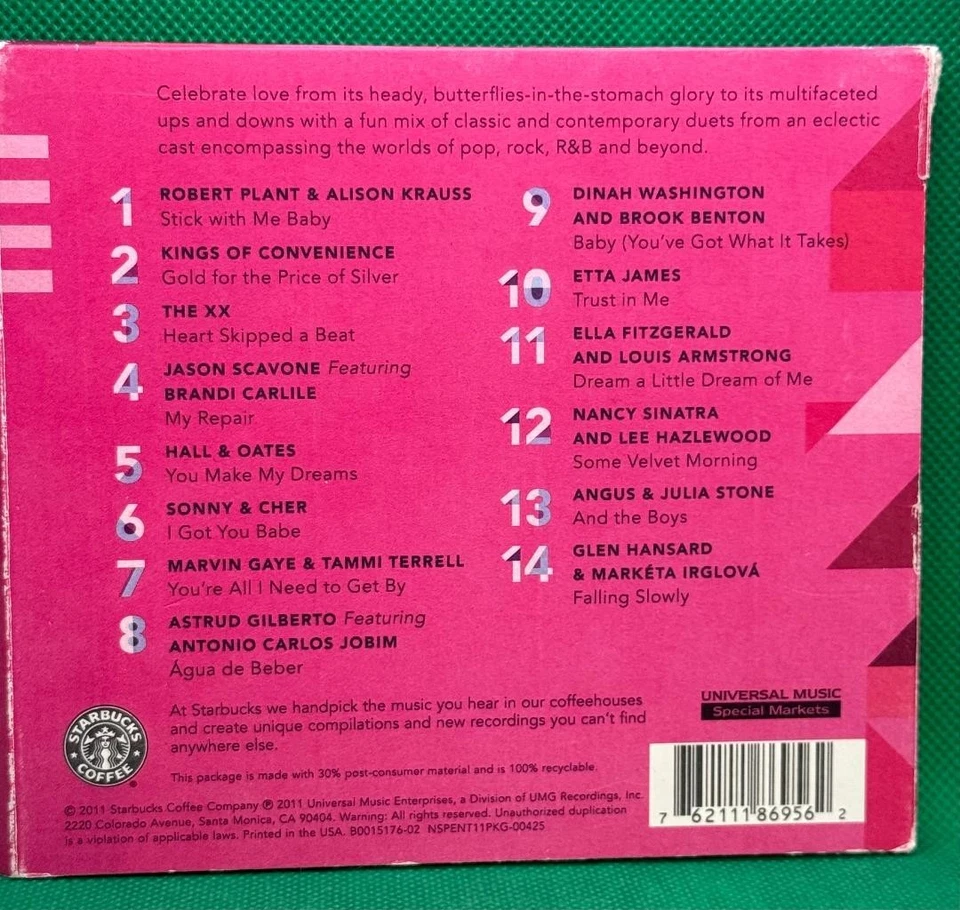 Celebrate love from its heady, butterflies-in-the-stomach glory to its multifaceted
ups and downs with a fun mix of classic and contemporary duets from an eclectic
cast encompassing the worlds of pop, rock, R&B and beyond.
1 ROBERT PLANT & ALISON KRAUSS
Stick with Me Baby
2 KINGS OF CONVENIENCE
Gold for the Price of Silver
3 THE XX
Heart Skipped a Beat
4 JASON SCAVONE Featuring
BRANDI CARLILE
My Repair
5 HALL & OATES
You Make My Dreams
6 SONNY & CHER
I Got You Babe
7 MARVIN GAYE & TAMMI TERRELL
You're All I Need to Get By
8 ASTRUD GILBERTO Featuring
ANTONIO CARLOS JOBIM
Água de Beber
9 DINAH WASHINGTON
AND BROOK BENTON
Baby (You've Got What It Takes)
10 ETTA JAMES
Trust in Me
11 ELLA FITZGERALD
AND LOUIS ARMSTRONG
Dream a Little Dream of Me
12 NANCY SINATRA
AND LEE HAZLEWOOD
Some Velvet Morning
13 ANGUS & JULIA STONE
And the Boys
14 GLEN HANSARD
& MARKÉTA IRGLOVÁ
Falling Slowly
STARBUCKS
COFFEE
At Starbucks we handpick the music you hear in our coffeehouses
and create unique compilations and new recordings you can't find
anywhere else.
This package is made with 30% post-consumer material and is 100% recyclable.
© 2011 Starbucks Coffee Company ℗ 2011 Universal Music Enterprises, a Division of UMG Recordings, Inc.
2220 Colorado Avenue, Santa Monica, CA 90404. Warning: All rights reserved. Unauthorized duplication
is a violation of applicable laws. Printed in the USA. B0015176-02 NSPENT11PKG-00425
UNIVERSAL MUSIC
Special Markets
7 62111 86956 2